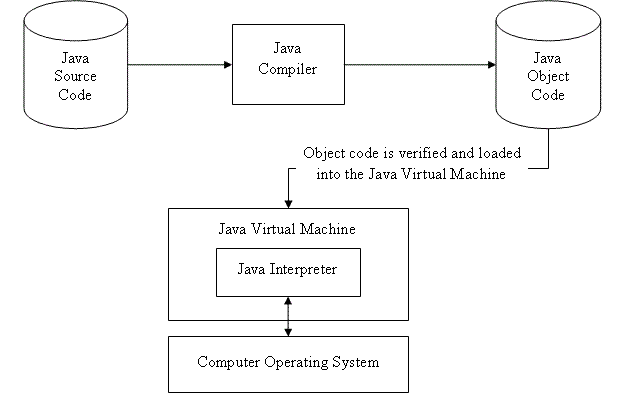 Java
Source
Code
Java
Compiler
Java
Object
Code
Object code is verified and loaded
into the Java Virtual Machine
Java Virtual Machine
Java Interpreter
Computer Operating System